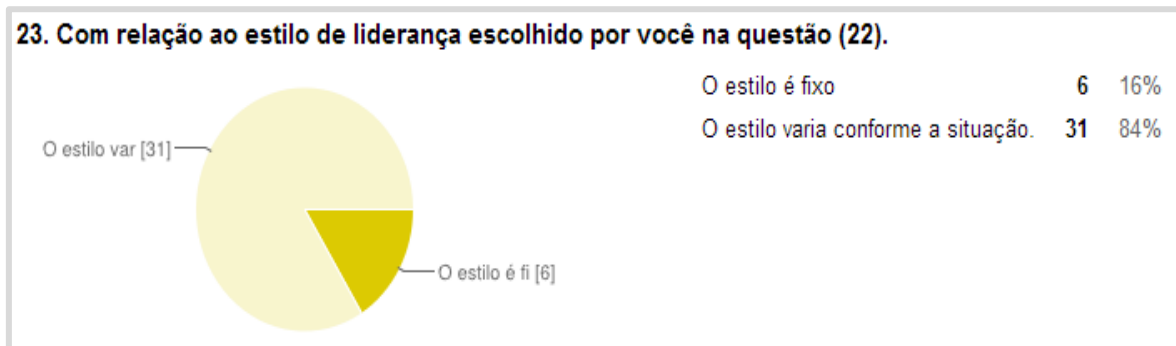 23. Com relação ao estilo de liderança escolhido por você na questão (22).
O estilo é fixo 6 16%
O estilo varia conforme a situação. 31 84%
O estilo var [31]
O estilo é fi [6]